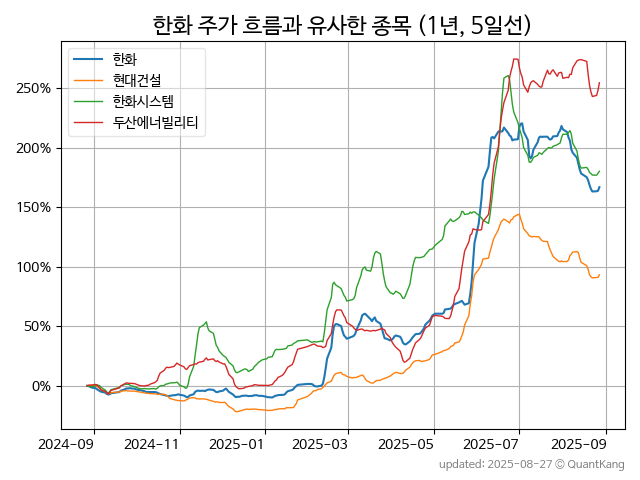 한화 주가 흐름과 유사한 종목 (1년, 5일선)
한화
현대건설
한화시스템
두산에너빌리티
250%
200%
150%
100%
50%
0%
2024-09 2024-11 2025-01 2025-03 2025-05 2025-07 2025-09
updated: 2025-08-27 © QuantKang